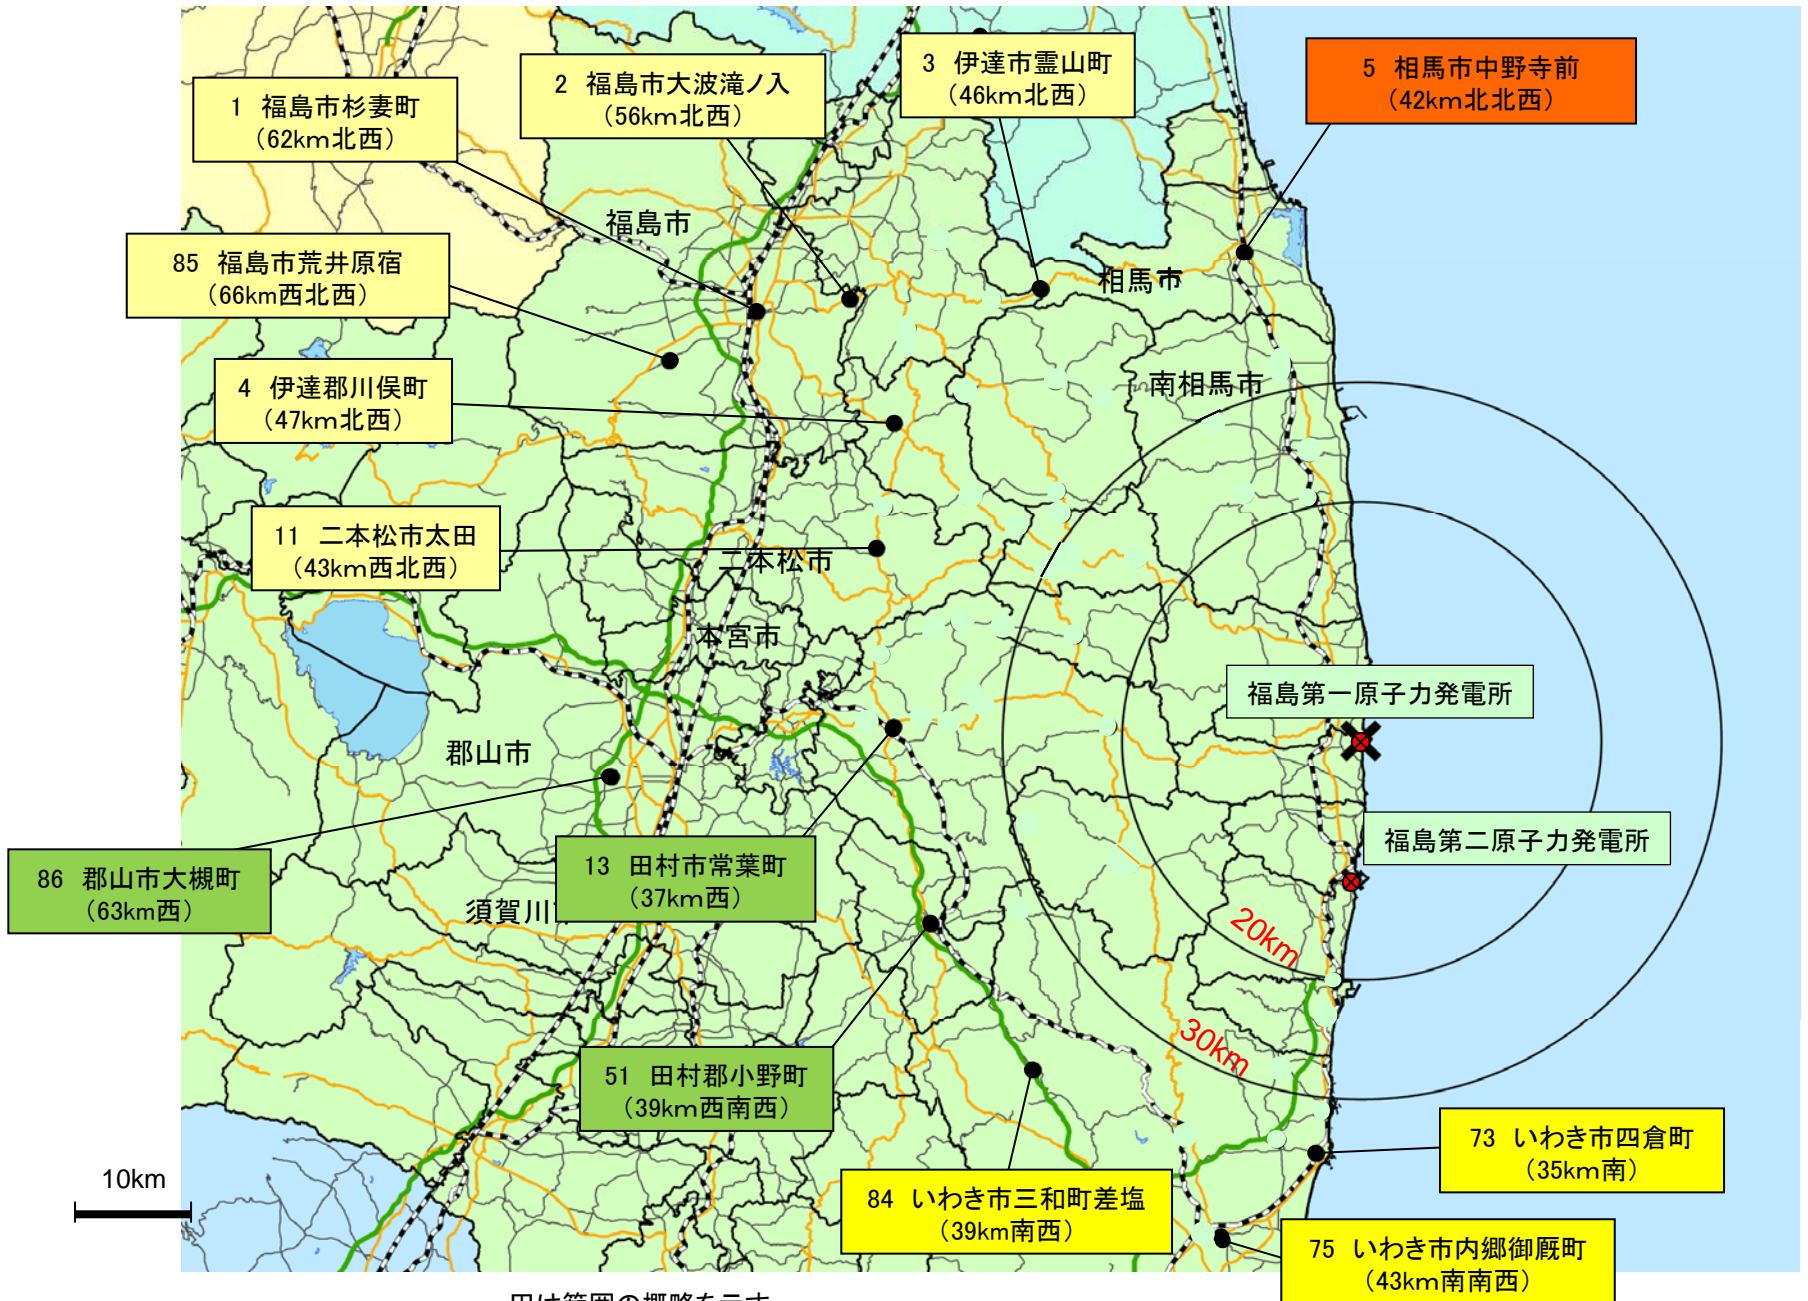 1 福島市杉妻町
（62km北西）
2 福島市大波滝ノ入
（56km北西）
3 伊達市霊山町
（46km北西）
5 相馬市中野寺前
（42km北北西）
福島市
85 福島市荒井原宿
（66km西北西）
相馬市
4 伊達郡川俣町
（47km北西）
南相馬市
11 二本松市太田
（43km西北西）
二本松市
本宮市
福島第一原子力発電所
郡山市
福島第二原子力発電所
86 郡山市大槻町
（63km西）
13 田村市常葉町
（37km西）
須賀川
20km
30km
51 田村郡小野町
（39km西南西）
73 いわき市四倉町
（35km南）
10km
84 いわき市三和町差塩
（39km南西）
75 いわき市内郷御厩町
（43km南南西）